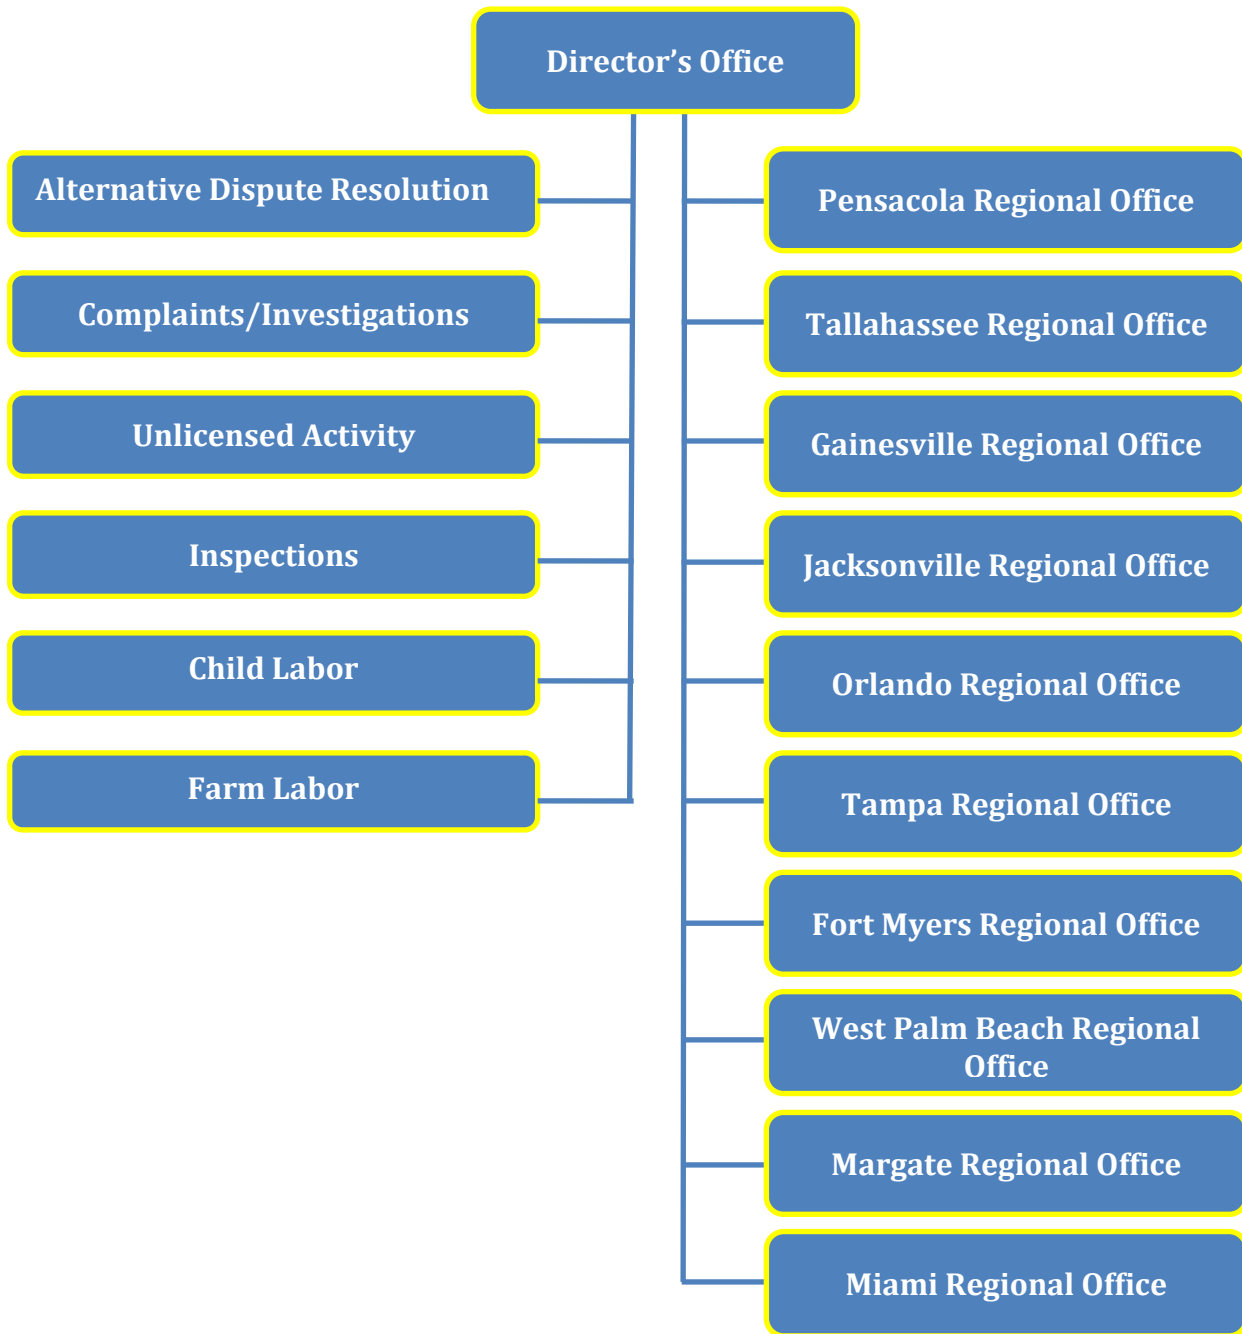 Director’s Office
Alternative Dispute Resolution
Complaints/Investigations
Unlicensed Activity
Inspections
Child Labor
Farm Labor
Pensacola Regional Office
Tallahassee Regional Office
Gainesville Regional Office
Jacksonville Regional Office
Orlando Regional Office
Tampa Regional Office
Fort Myers Regional Office
West Palm Beach Regional
Office
Margate Regional Office
Miami Regional Office